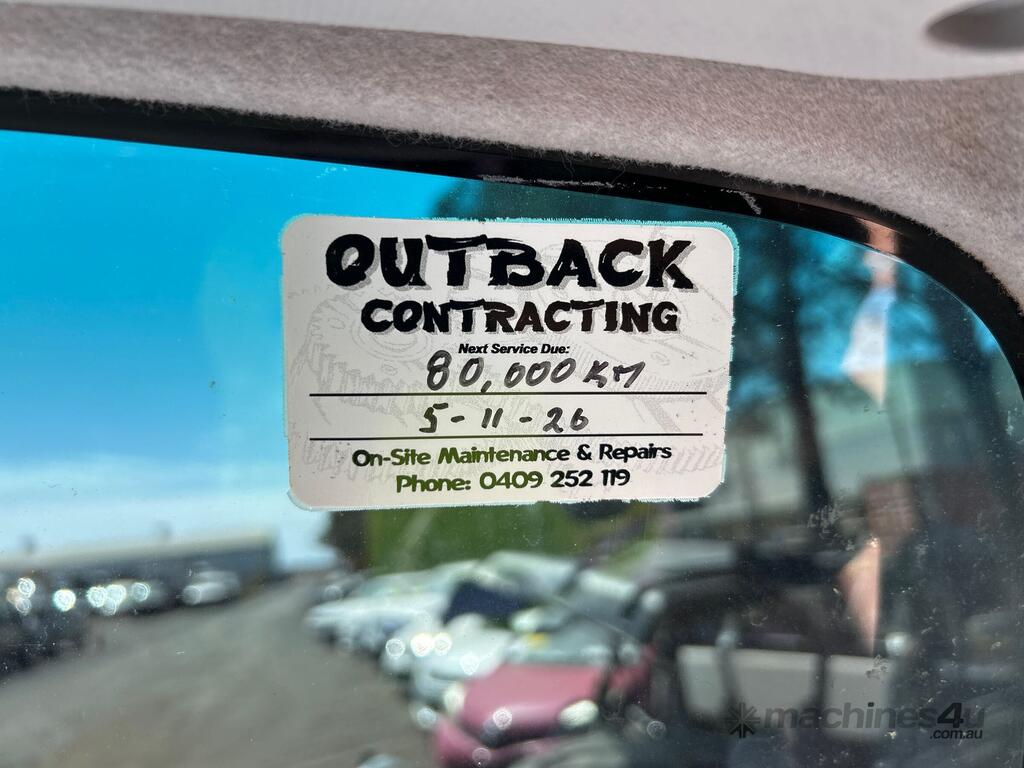 OUTBACK
CONTRACTING
Next Service Due:
80,000 KM
5-11-26
On-Site Maintenance & Repairs
Phone: 0409 252 119
machines4u
.com.au